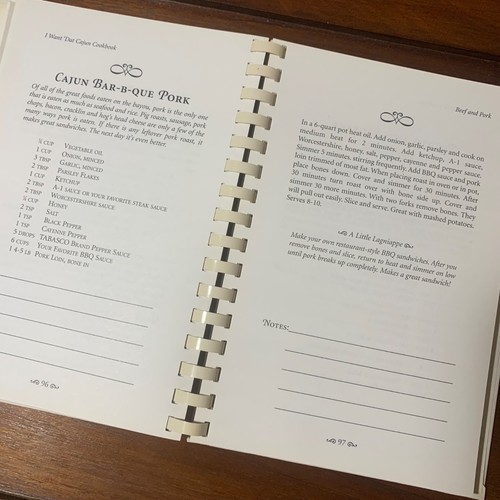 I Want 'Dat Cajun Cookbook
Cajun Bar-b-que Pork
Of all of the great foods eaten on the bayou, pork is the only one
that is eaten as much as seafood and rice. Pig roasts, sausage, pork
chops, bacon, cracklin and hog's head cheese are only a few of the
many ways pork is eaten. If there is any leftover pork roast, it
makes great sandwiches. The next day it's even better.
¼ cup Vegetable oil
1 cup Onion, minced
3 tbsp Garlic, minced
2 tbsp Parsley Flakes
1 cup Ketchup
2 tbsp A-1 sauce or your favorite steak sauce
2 tbsp Worcestershire sauce
¼ cup Honey
2 tsp Salt
1 tsp Black Pepper
1 tsp Cayenne Pepper
5 drops TABASCO Brand Pepper Sauce
6 cups Your Favorite BBQ Sauce
1 4-5 lb Pork Loin, bone in
96
Beef and Pork
In a 6-quart pot heat oil. Add onion, garlic, parsley and cook on
medium heat for 2 minutes. Add ketchup, A-1 sauce,
Worcestershire, honey, salt, pepper, cayenne and pepper sauce.
Simmer 5 minutes. stirring frequently. Add BBQ sauce and pork
loin trimmed of most fat. When placing roast in oven or in pot,
place bones down. Cover and simmer for 30 minutes. After
30 minutes turn roast over with bone side up. Cover and
simmer 30 more minutes. With two forks remove bones. They
will pull out easily. Slice and serve. Great with mashed potatoes.
Serves 8-10.
A Little Lagniappe
Make your own restaurant-style BBQ sandwiches. After you
remove bones and slice, return to heat and simmer on low
until pork breaks up completely. Makes a great sandwich!
Notes:
97